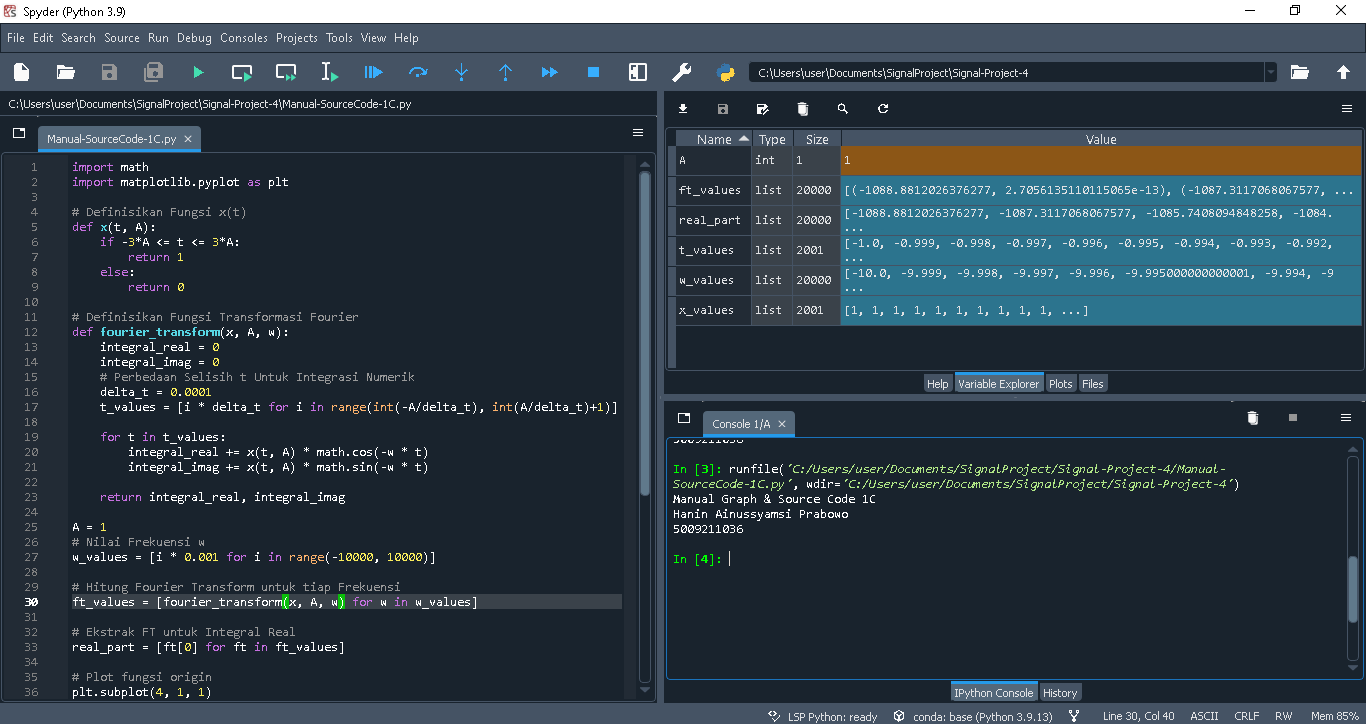 Spyder (Python 3.9)
File Edit Search Source Run Debug Consoles Projects Tools View Help
C:\Users\user\Documents\SignalProject\Signal-Project-4
C:\Users\user\Documents\SignalProject\Signal-Project-4\Manual-SourceCode-1C.py
Manual-SourceCode-1C.py
1 import math
2 import matplotlib.pyplot as plt
3
4 # Definisikan Fungsi x(t)
5 def x(t, A):
6     if -3*A <= t <= 3*A:
7         return 1
8     else:
9         return 0
10
11 # Definisikan Fungsi Transformasi Fourier
12 def fourier_transform(x, A, w):
13     integral_real = 0
14     integral_imag = 0
15     # Perbedaan Selisih t Untuk Integrasi Numerik
16     delta_t = 0.0001
17     t_values = [i * delta_t for i in range(int(-A/delta_t), int(A/delta_t)+1)]
18
19     for t in t_values:
20         integral_real += x(t, A) * math.cos(-w * t)
21         integral_imag += x(t, A) * math.sin(-w * t)
22
23     return integral_real, integral_imag
24
25 A = 1
26 # Nilai Frekuensi w
27 w_values = [i * 0.001 for i in range(-10000, 10000)]
28
29 # Hitung Fourier Transform untuk tiap Frekuensi
30 ft_values = [fourier_transform(x, A, w) for w in w_values]
31
32 # Ekstrak FT untuk Integral Real
33 real_part = [ft[0] for ft in ft_values]
34
35 # Plot fungsi origin
36 plt.subplot(4, 1, 1)
Name Type Size Value
A int 1 1
ft_values list 20000 [(-1088.8812026376277, 2.7056135110115065e-13), (-1087.3117068067577, ...
real_part list 20000 [-1088.8812026376277, -1087.3117068067577, -1085.7408094848258, -1084.
...
t_values list 2001 [-1.0, -0.999, -0.998, -0.997, -0.996, -0.995, -0.994, -0.993, -0.992,
...
w_values list 20000 [-10.0, -9.999, -9.998, -9.997, -9.996, -9.995000000000001, -9.994, -9
...
x_values list 2001 [1, 1, 1, 1, 1, 1, 1, 1, 1, 1, ...]
Help Variable Explorer Plots Files
Console 1/A
5009211036
In [3]: runfile('C:/Users/user/Documents/SignalProject/Signal-Project-4/Manual-
SourceCode-1C.py', wdir='C:/Users/user/Documents/SignalProject/Signal-Project-4')
Manual Graph & Source Code 1C
Hanin Ainussyamsi Prabowo
5009211036
In [4]:
IPython Console History
LSP Python: ready conda: base (Python 3.9.13) Line 30, Col 40 ASCII CRLF RW Mem 85%